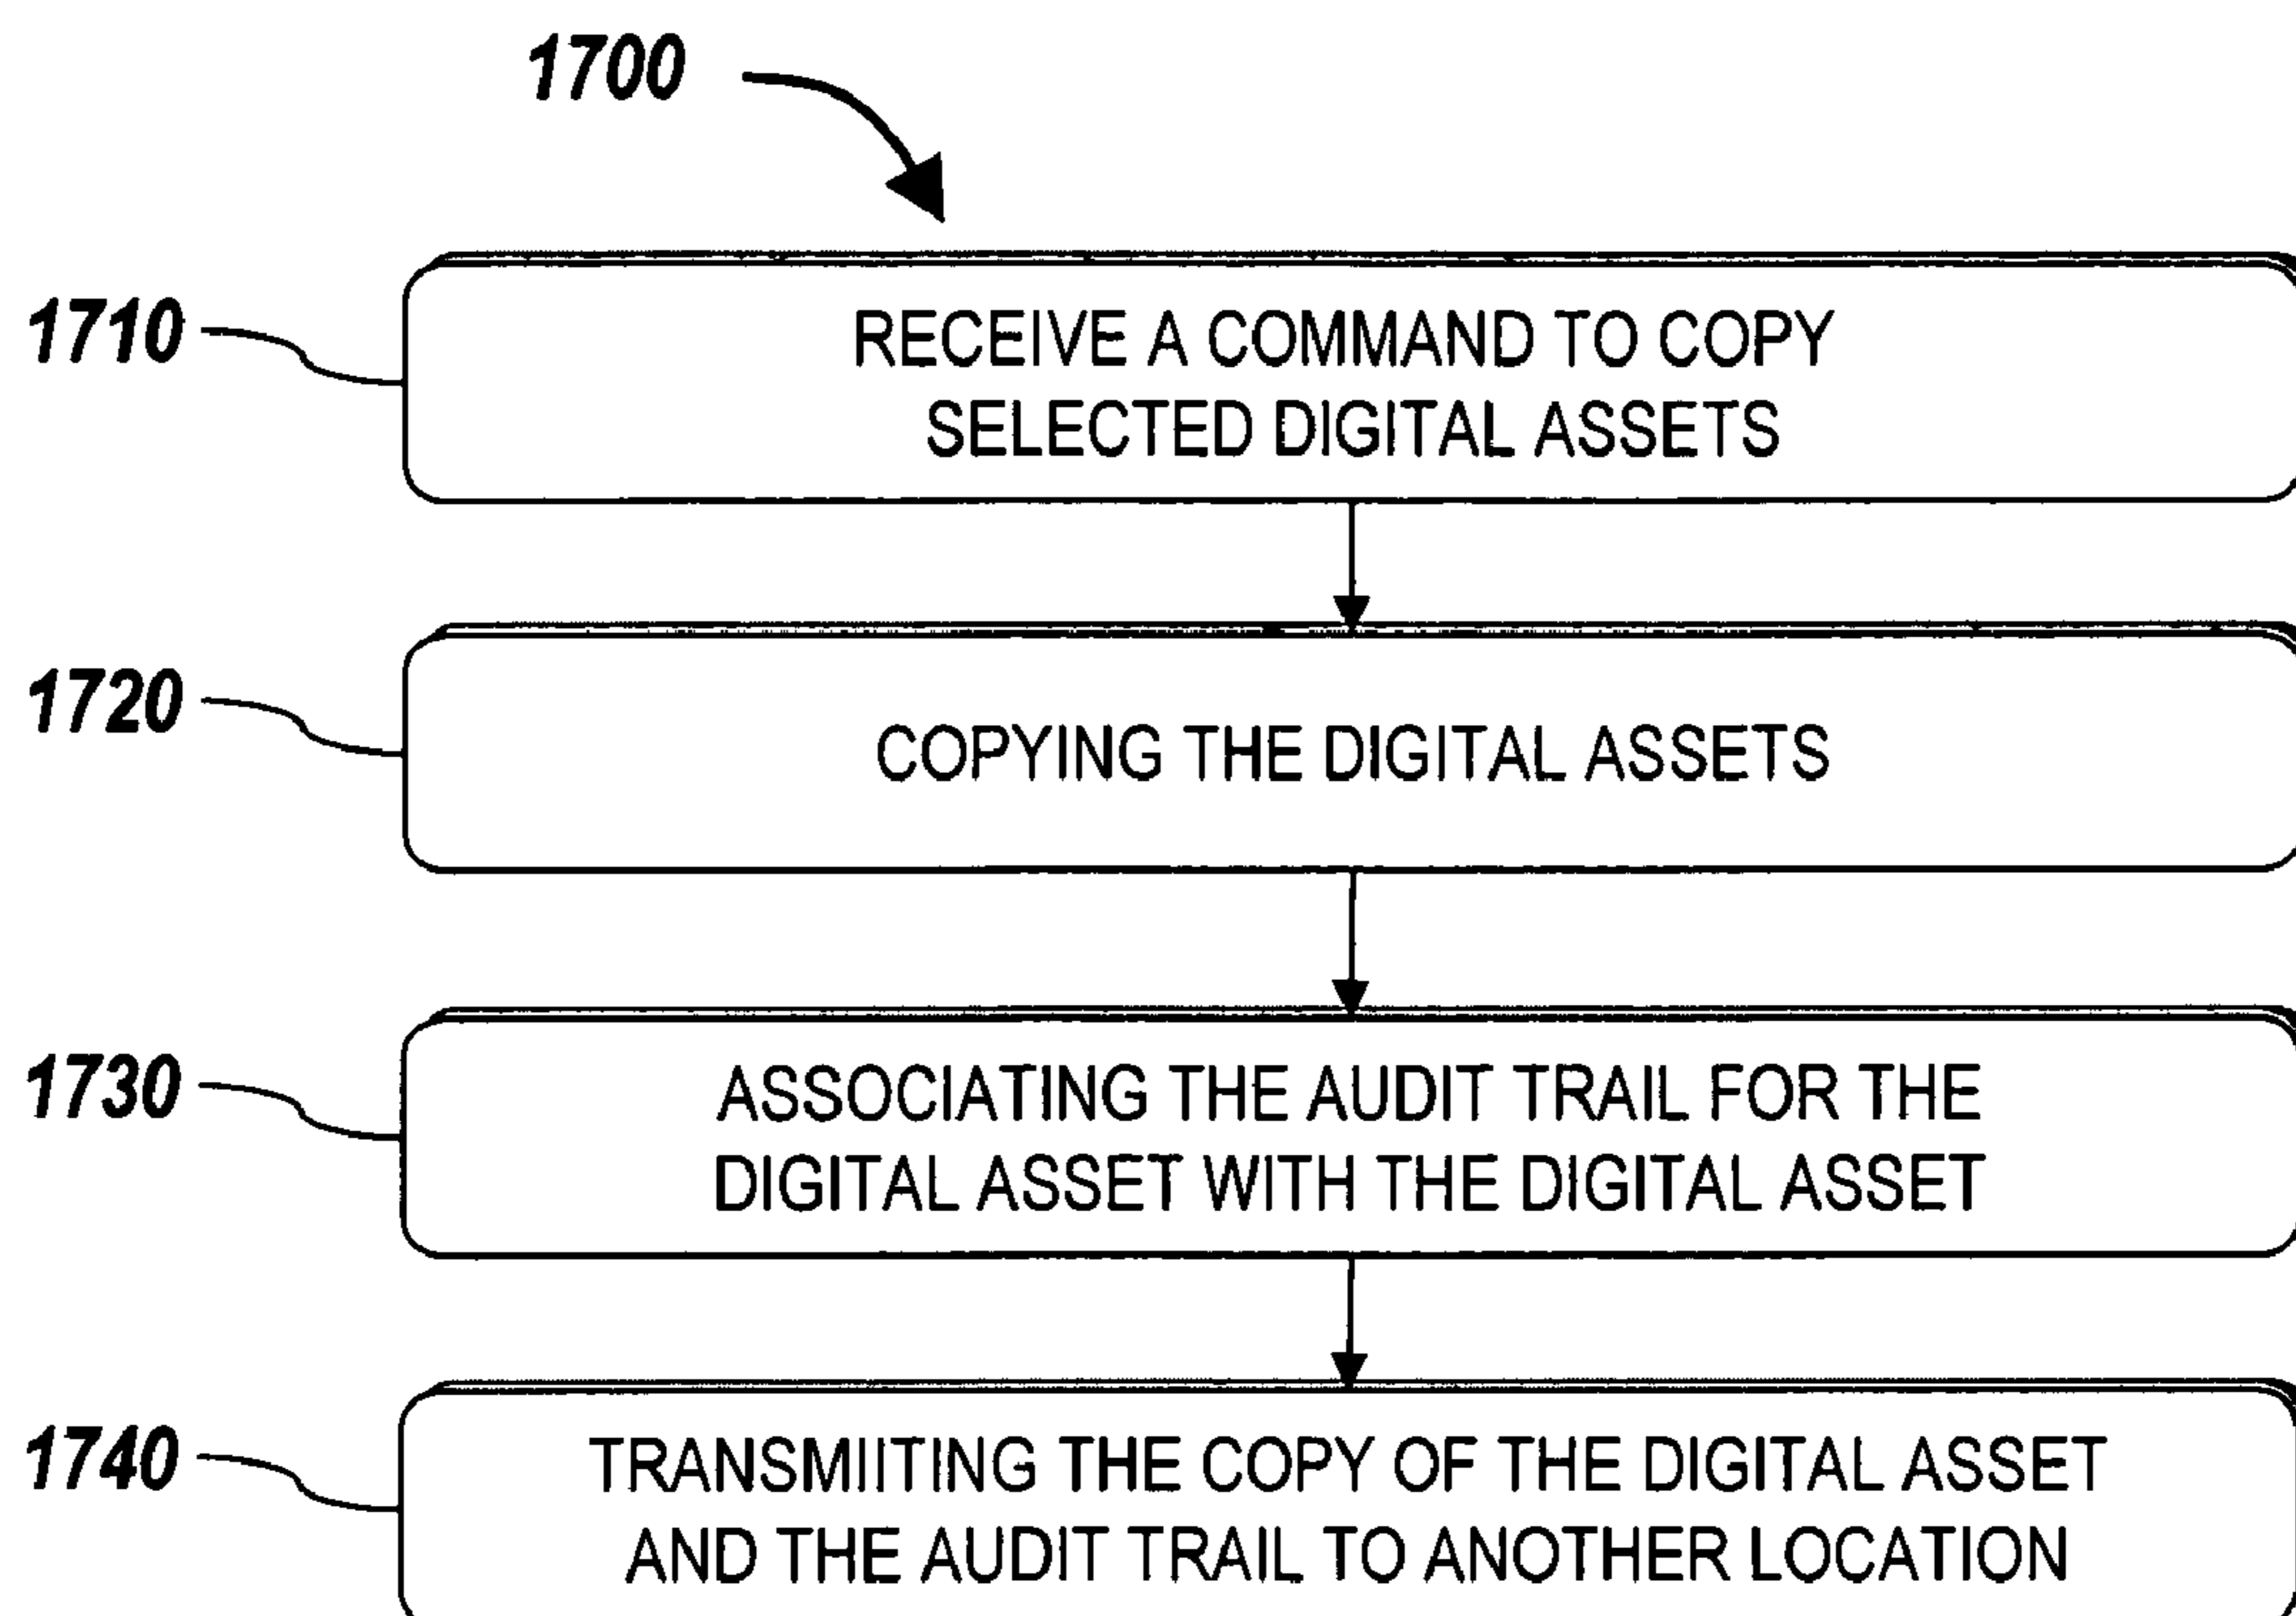 1700
1710
RECEIVE A COMMAND TO COPY
SELECTED DIGITAL ASSETS
1720
COPYING THE DIGITAL ASSETS
1730
ASSOCIATING THE AUDIT TRAIL FOR THE
DIGITAL ASSET WITH THE DIGITAL ASSET
1740
TRANSMIITING THE COPY OF THE DIGITAL ASSET
AND THE AUDIT TRAIL TO ANOTHER LOCATION